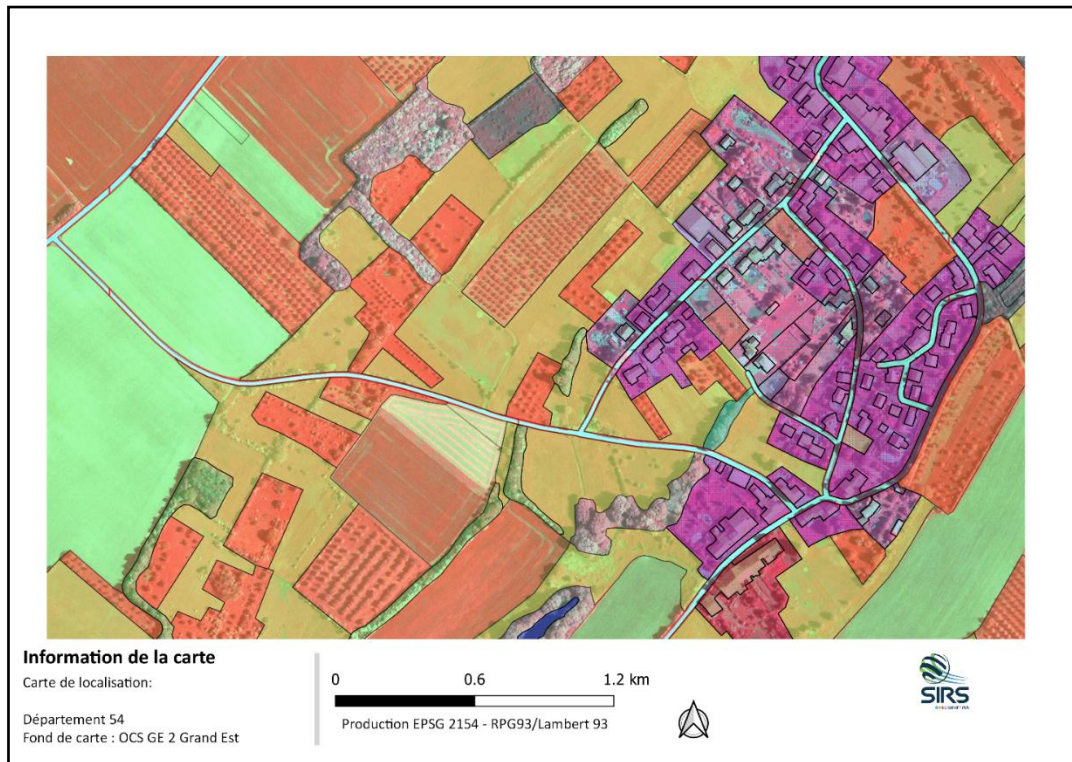 Information de la carte
Carte de localisation:
Département 54
Fond de carte : OCS GE 2 Grand Est
0 0.6 1.2 km
Production EPSG 2154 - RPG93/Lambert 93
SIRS